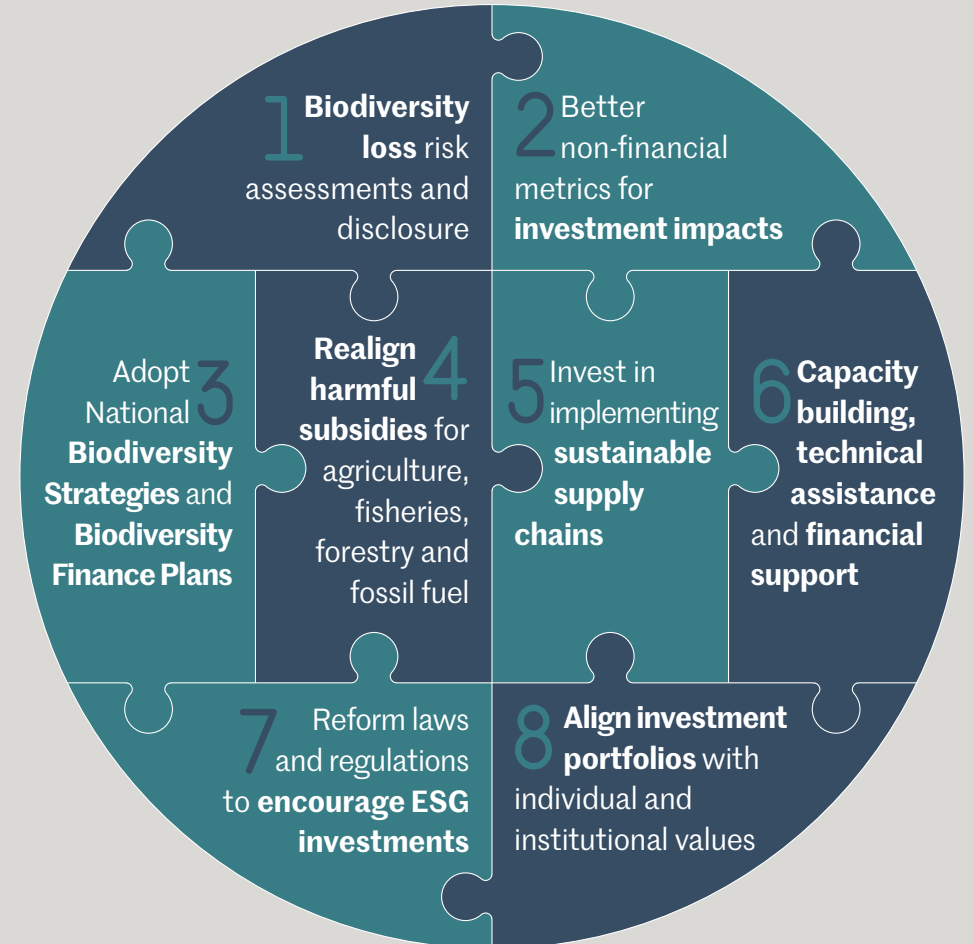 1 Biodiversity
loss risk
assessments and
disclosure
2 Better
non-financial
metrics for
investment impacts
Adopt 3
National
Biodiversity
Strategies and
Biodiversity
Finance Plans
Realign 4
harmful
subsidies for
agriculture,
fisheries,
forestry and
fossil fuel
5 Invest in
implementing
sustainable
supply
chains
6 Capacity
building,
technical
assistance
and financial
support
7 Reform laws
and regulations
to encourage ESG
investments
8 Align investment
portfolios with
individual and
institutional values